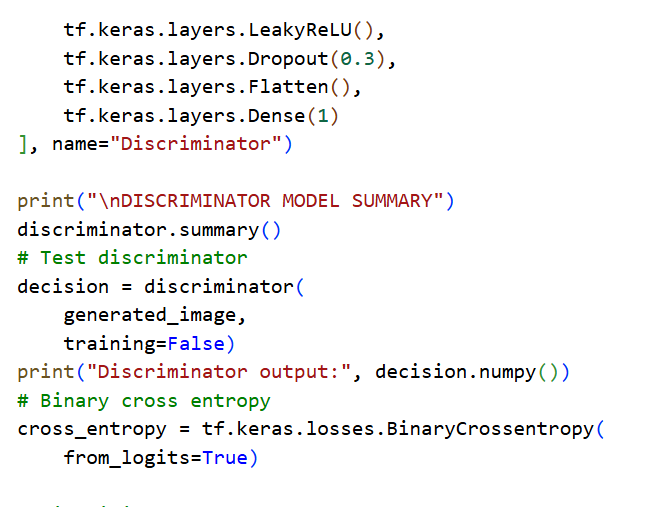 tf.keras.layers.LeakyReLU(),
    tf.keras.layers.Dropout(0.3),
    tf.keras.layers.Flatten(),
    tf.keras.layers.Dense(1)
], name="Discriminator")

print("\nDISCRIMINATOR MODEL SUMMARY")
discriminator.summary()
# Test discriminator
decision = discriminator(
    generated_image,
    training=False)
print("Discriminator output:", decision.numpy())
# Binary cross entropy
cross_entropy = tf.keras.losses.BinaryCrossentropy(
    from_logits=True)